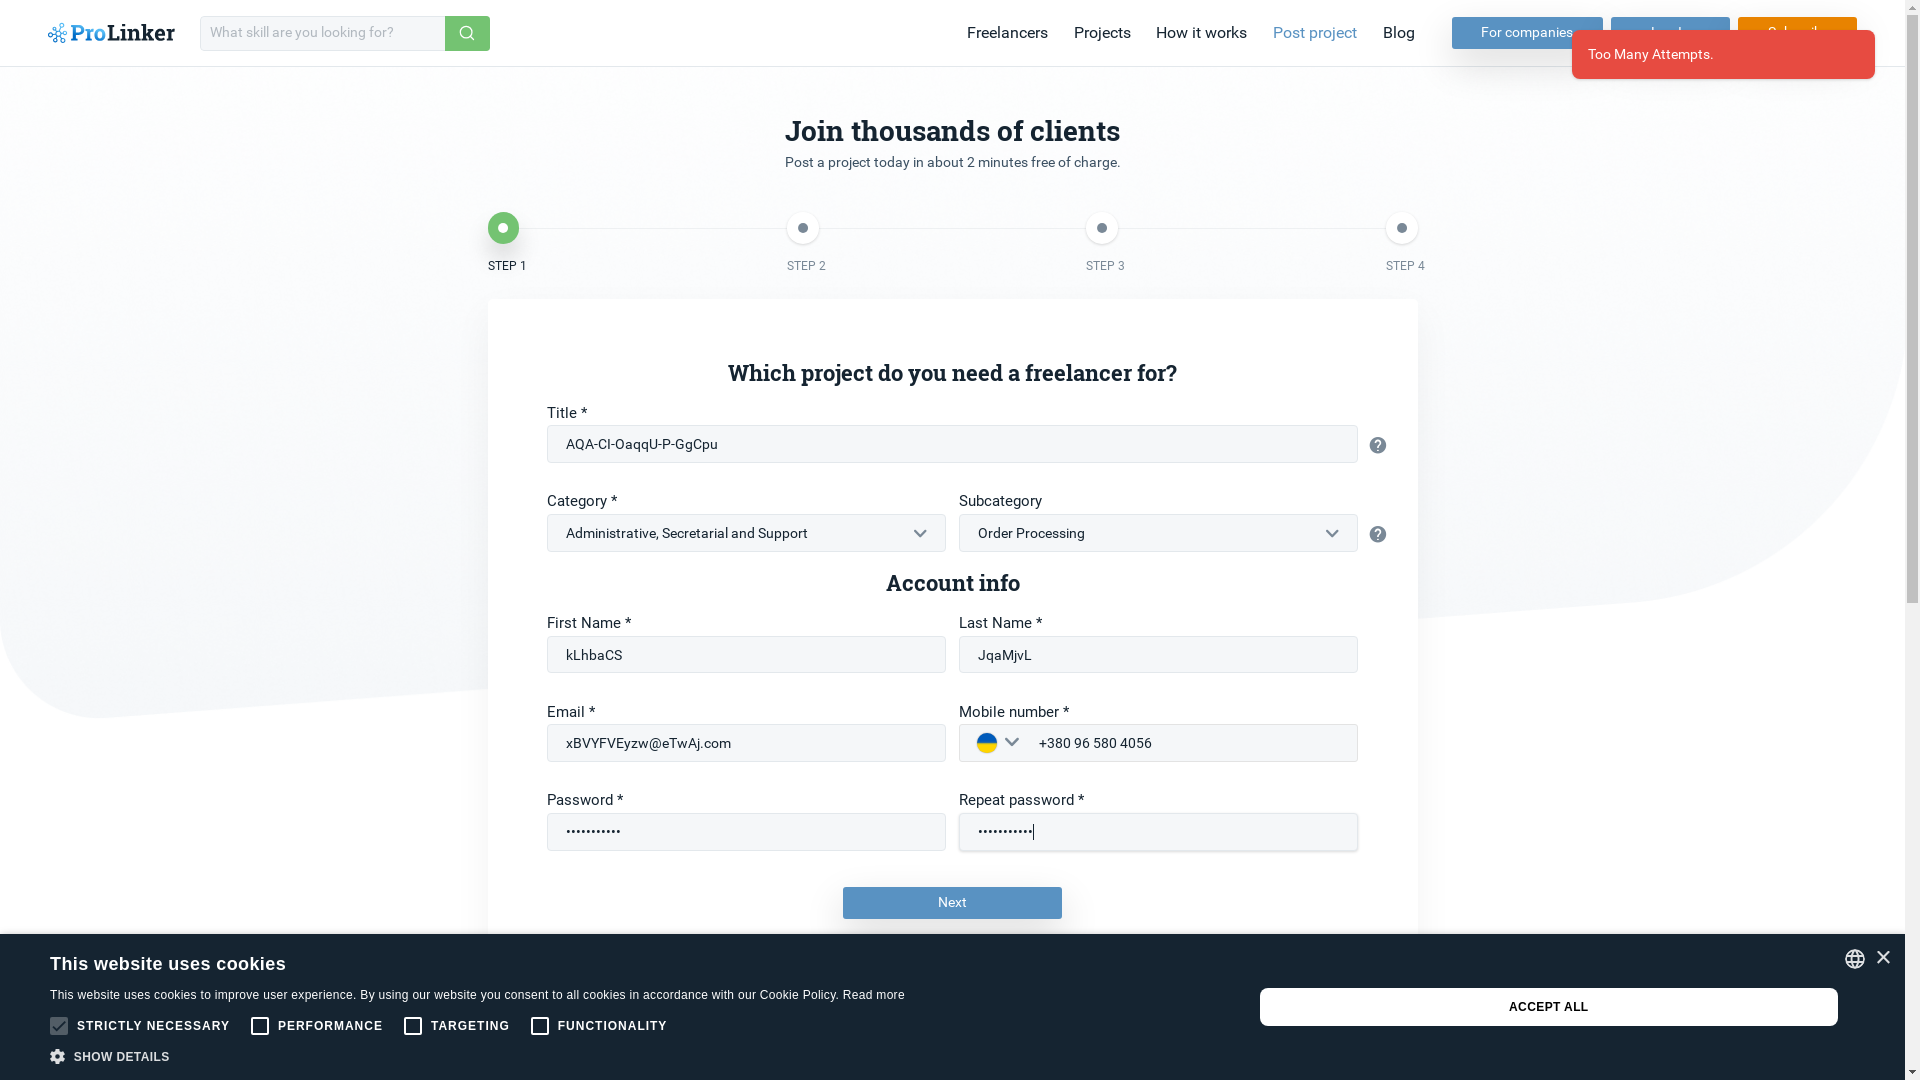 ProLinker
What skill are you looking for?
Freelancers
Projects
How it works
Post project
Blog
For companies
Too Many Attempts.
Join thousands of clients
Post a project today in about 2 minutes free of charge.
STEP 1
STEP 2
STEP 3
STEP 4
Which project do you need a freelancer for?
Title *
AQA-CI-OaqqU-P-GgCpu
Category *
Subcategory
Administrative, Secretarial and Support
Order Processing
Account info
First Name *
Last Name *
kLhbaCS
JqaMjvL
Email *
Mobile number *
xBVYFVEyzw@eTwAj.com
+380 96 580 4056
Password *
Repeat password *
•••••••••••
•••••••••••
Next
This website uses cookies
This website uses cookies to improve user experience. By using our website you consent to all cookies in accordance with our Cookie Policy. Read more
STRICTLY NECESSARY
PERFORMANCE
TARGETING
FUNCTIONALITY
SHOW DETAILS
ACCEPT ALL